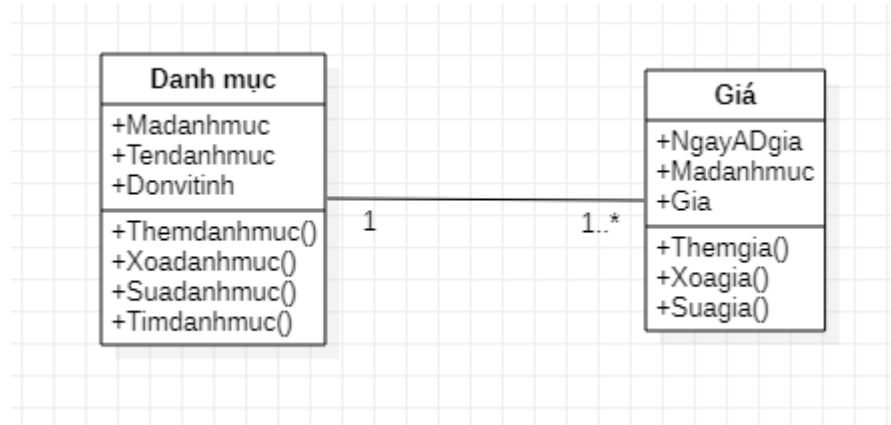 Danh mục
+Madanhmuc
+Tendanhmuc
+Donvitinh
+Themdanhmuc()
+Xoadanhmuc()
+Suadanhmuc()
+Timdanhmuc()
1
1..*
Giá
+NgayADgia
+Madanhmuc
+Gia
+Themgia()
+Xoagia()
+Suagia()